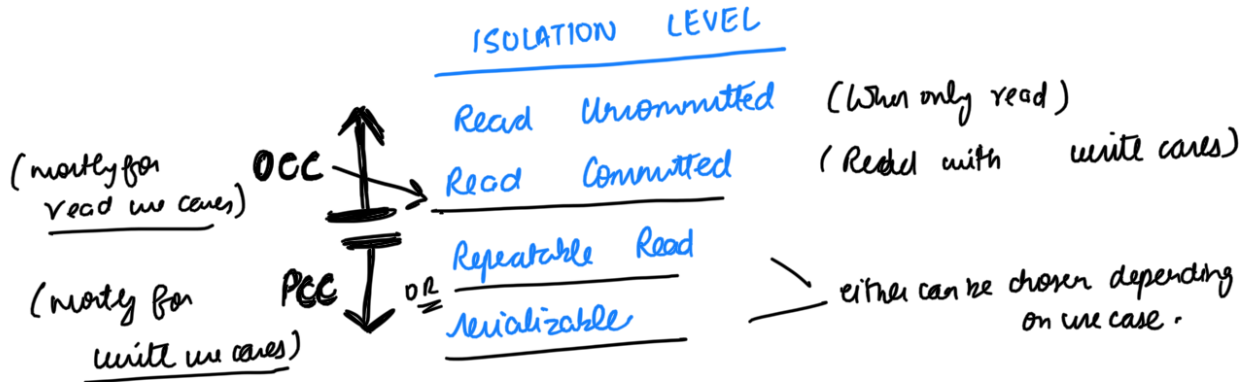 ISOLATION LEVEL
Read Uncommitted (When only read)
(mostly for read use cases) OCC Read Committed (Read with write cases)
Repeatable Read
(mostly for write use cases) PCC OR serializable
either can be chosen depending
on use case.